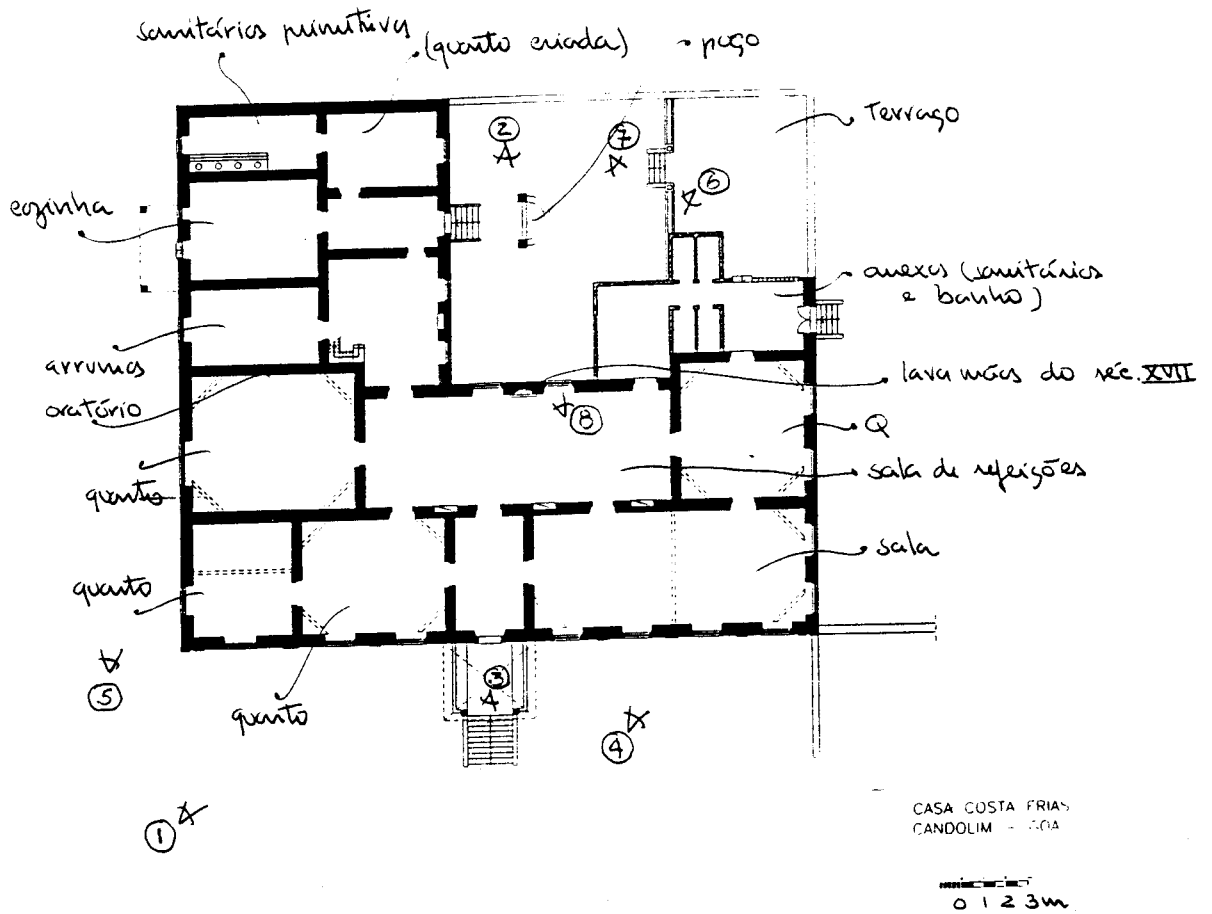 sanitários primitivos
(quarto criada)
poço
2
7
Terraço
6
cozinha
anexos (sanitários
e banho)
arrumos
lava mãos do séc. XVII
oratório
8
Q
quarto
sala de refeições
sala
quarto
5
3
quarto
4
1
CASA COSTA FRIAS
CANDOLIM - GOA
0 1 2 3m